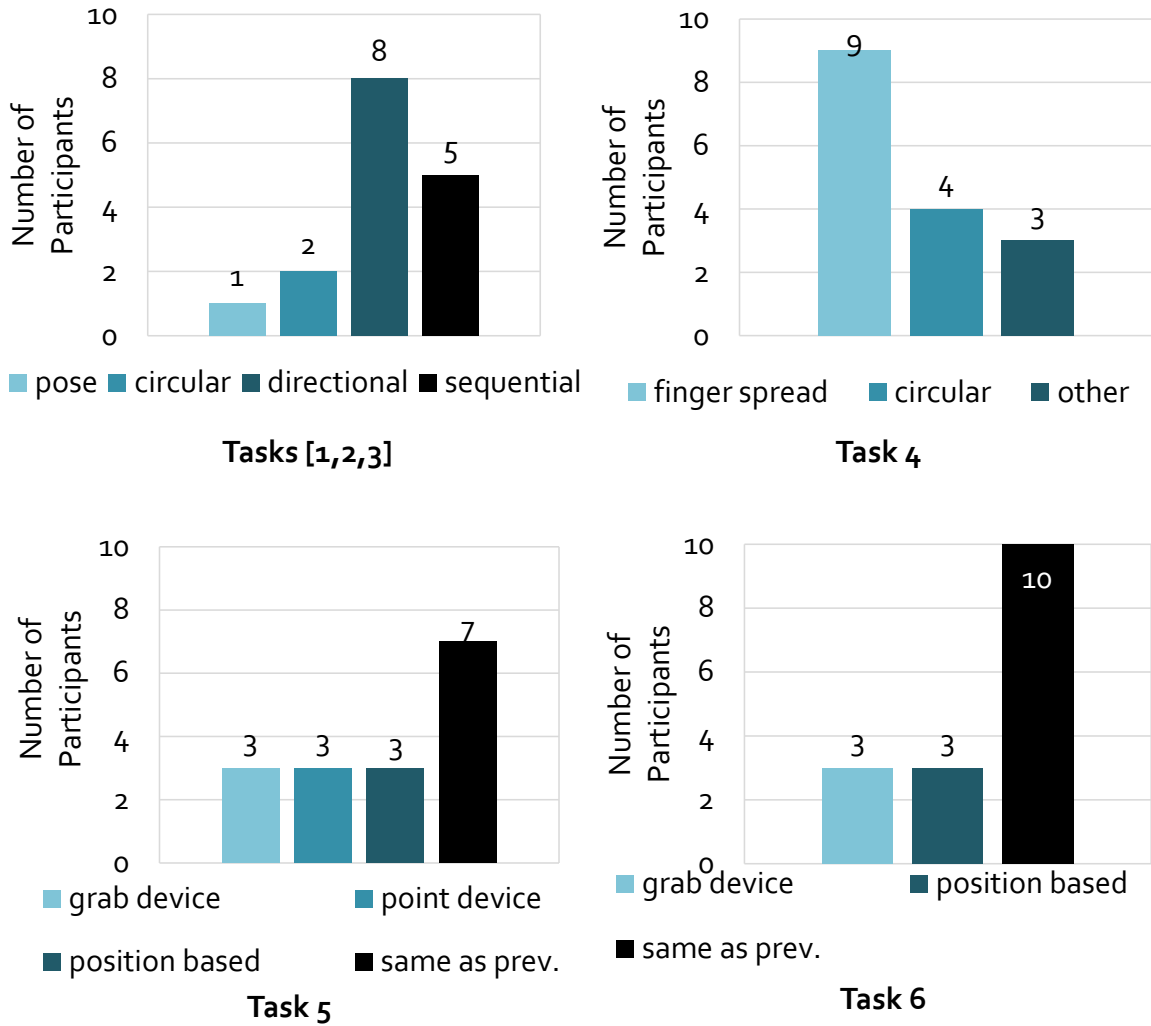 10
8
6
4
2
0
Number of
Participants
1
2
8
5
pose circular directional sequential
Tasks [1,2,3]
10
8
6
4
2
0
Number of
Participants
9
4
3
finger spread circular other
Task 4
10
8
6
4
2
0
Number of
Participants
3
3
3
7
grab device point device
position based same as prev.
Task 5
10
8
6
4
2
0
Number of
Participants
3
3
10
grab device position based
same as prev.
Task 6